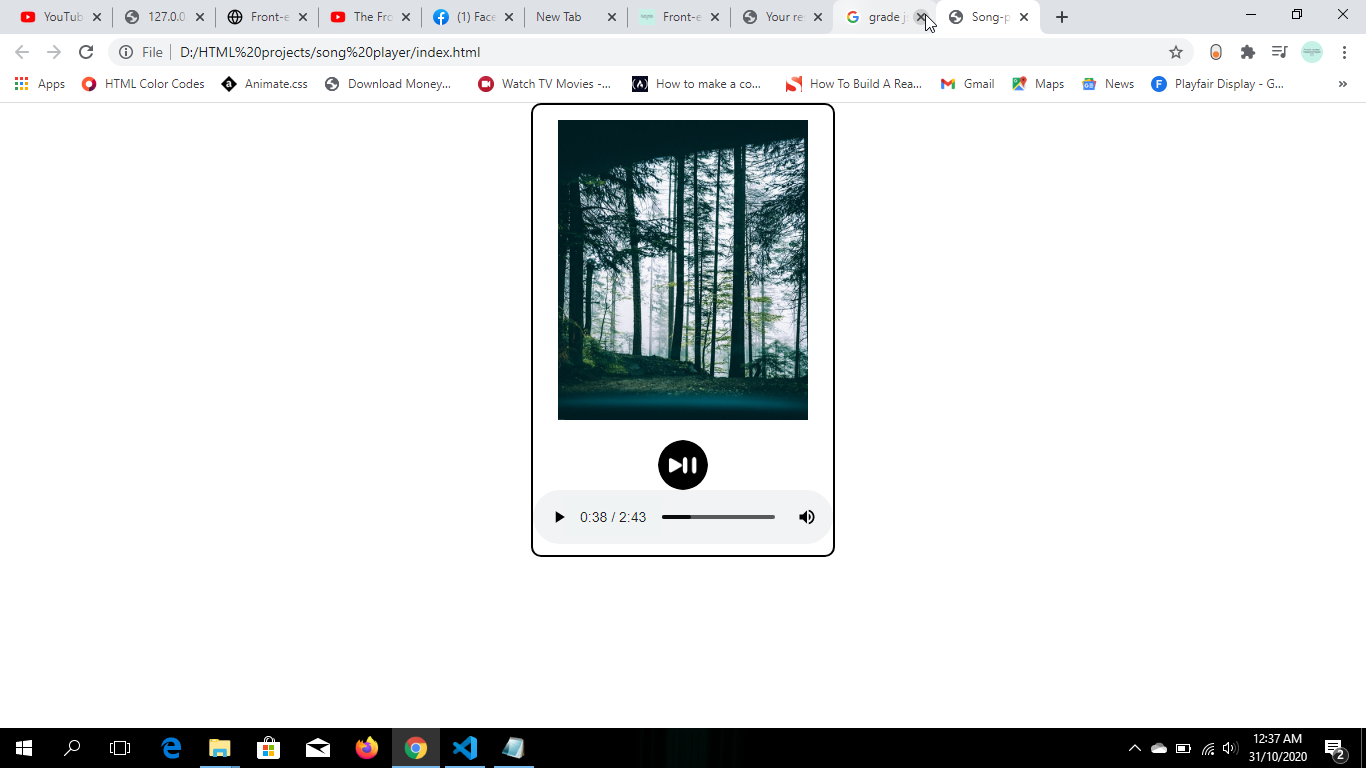 YouTub
127.0.0
Front-e
The Fro
(1) Face
New Tab
Front-e
Your re
grade j
Song-p
File
D:/HTML%20projects/song%20player/index.html
Apps
HTML Color Codes
Animate.css
Download Money...
Watch TV Movies -...
How to make a co...
How To Build A Rea...
Gmail
Maps
News
Playfair Display - G...
»
0:38 / 2:43
12:37 AM
31/10/2020
2